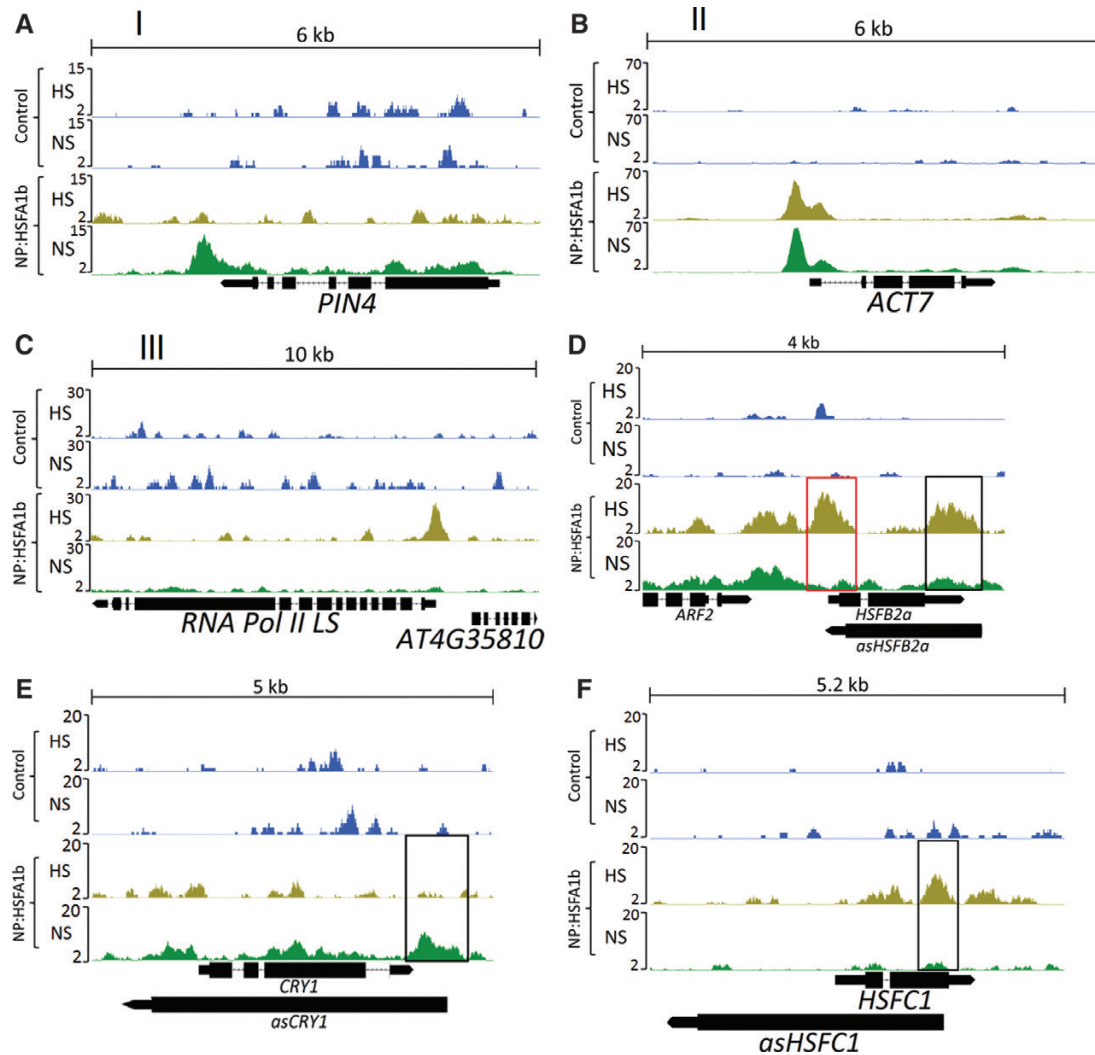 A I
6 kb
Control
HS
15
2
NS
15
2
NP:HSFA1b
HS
15
2
NS
15
2
PIN4
B II
6 kb
Control
HS
70
2
NS
70
2
NP:HSFA1b
HS
70
2
NS
70
2
ACT7
C III
10 kb
Control
HS
30
2
NS
30
2
NP:HSFA1b
HS
30
2
NS
30
2
RNA Pol II LS
AT4G35810
D
4 kb
Control
HS
20
2
NS
20
2
NP:HSFA1b
HS
20
2
NS
20
2
ARF2
HSFB2a
asHSFB2a
E
5 kb
Control
HS
20
2
NS
20
2
NP:HSFA1b
HS
20
2
NS
20
2
CRY1
asCRY1
F
5.2 kb
Control
HS
20
2
NS
20
2
NP:HSFA1b
HS
20
2
NS
20
2
HSFC1
asHSFC1